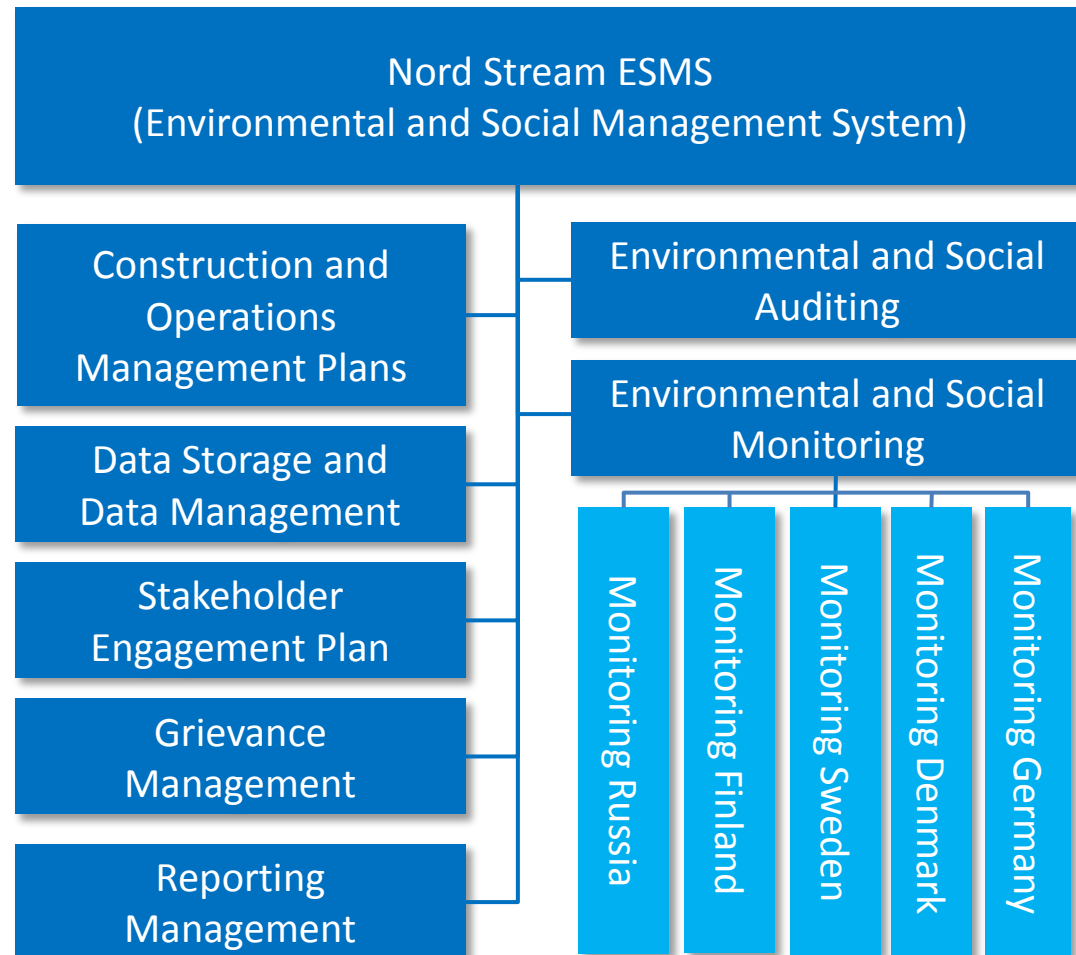 Nord Stream ESMS
(Environmental and Social Management System)
Construction and
Operations
Management Plans
Data Storage and
Data Management
Stakeholder
Engagement Plan
Grievance
Management
Reporting
Management
Environmental and Social
Auditing
Environmental and Social
Monitoring
Monitoring Russia
Monitoring Finland
Monitoring Sweden
Monitoring Denmark
Monitoring Germany